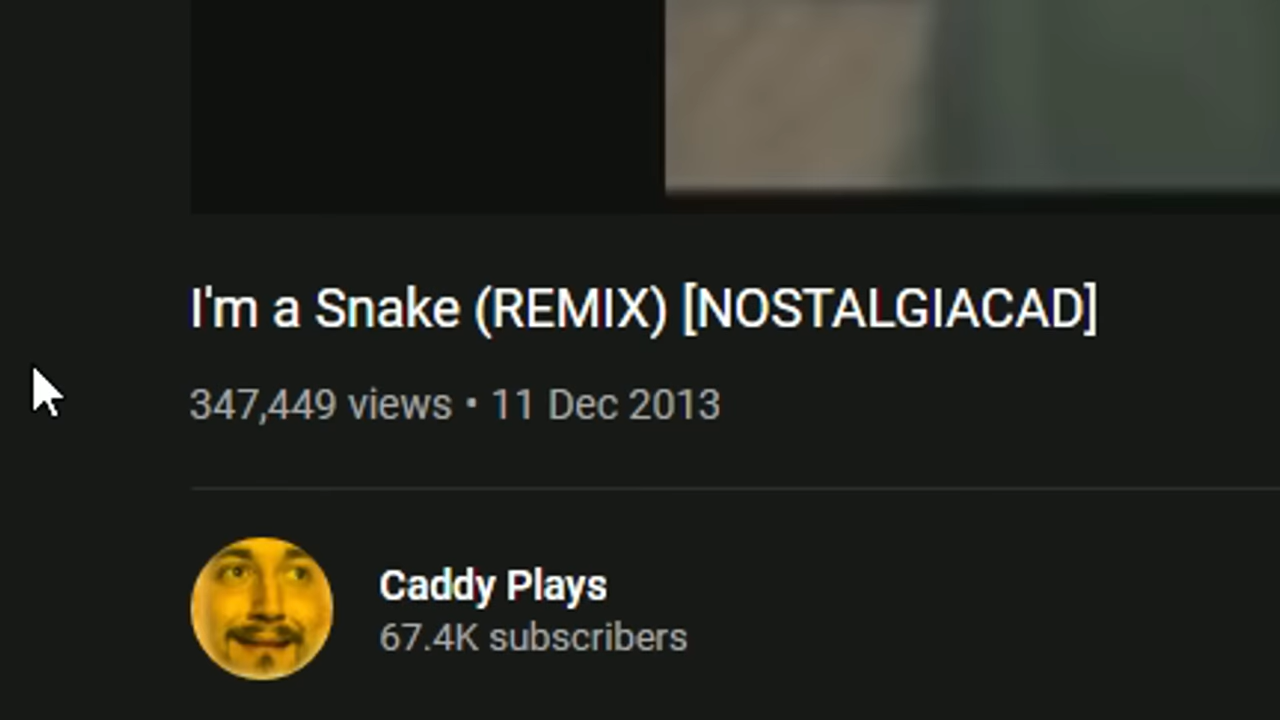 I'm a Snake (REMIX) [NOSTALGIACAD]
347,449 views • 11 Dec 2013
Caddy Plays
67.4K subscribers